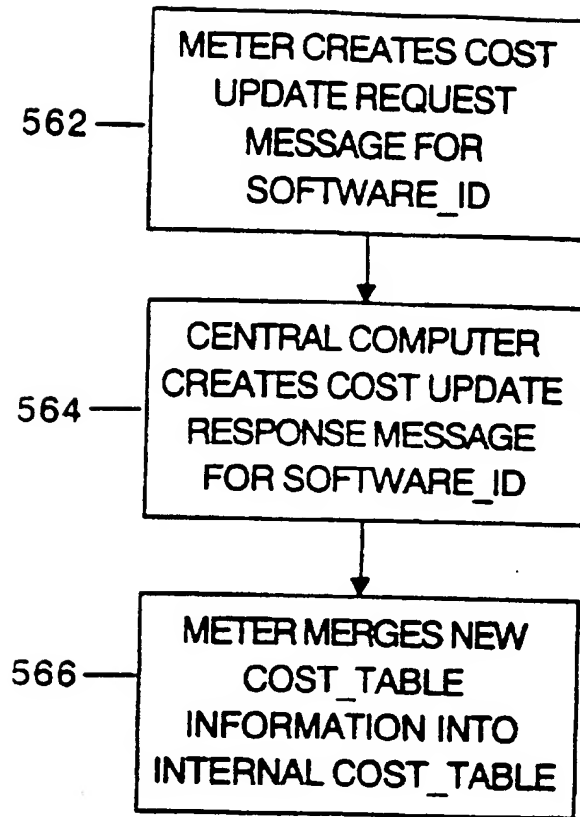 METER CREATES COST
UPDATE REQUEST
562
MESSAGE FOR
SOFTWARE_ID
CENTRAL COMPUTER
CREATES COST UPDATE
564
RESPONSE MESSAGE
FOR SOFTWARE_ID
METER MERGES NEW
566
COST_TABLE
INFORMATION INTO
INTERNAL COST_TABLE